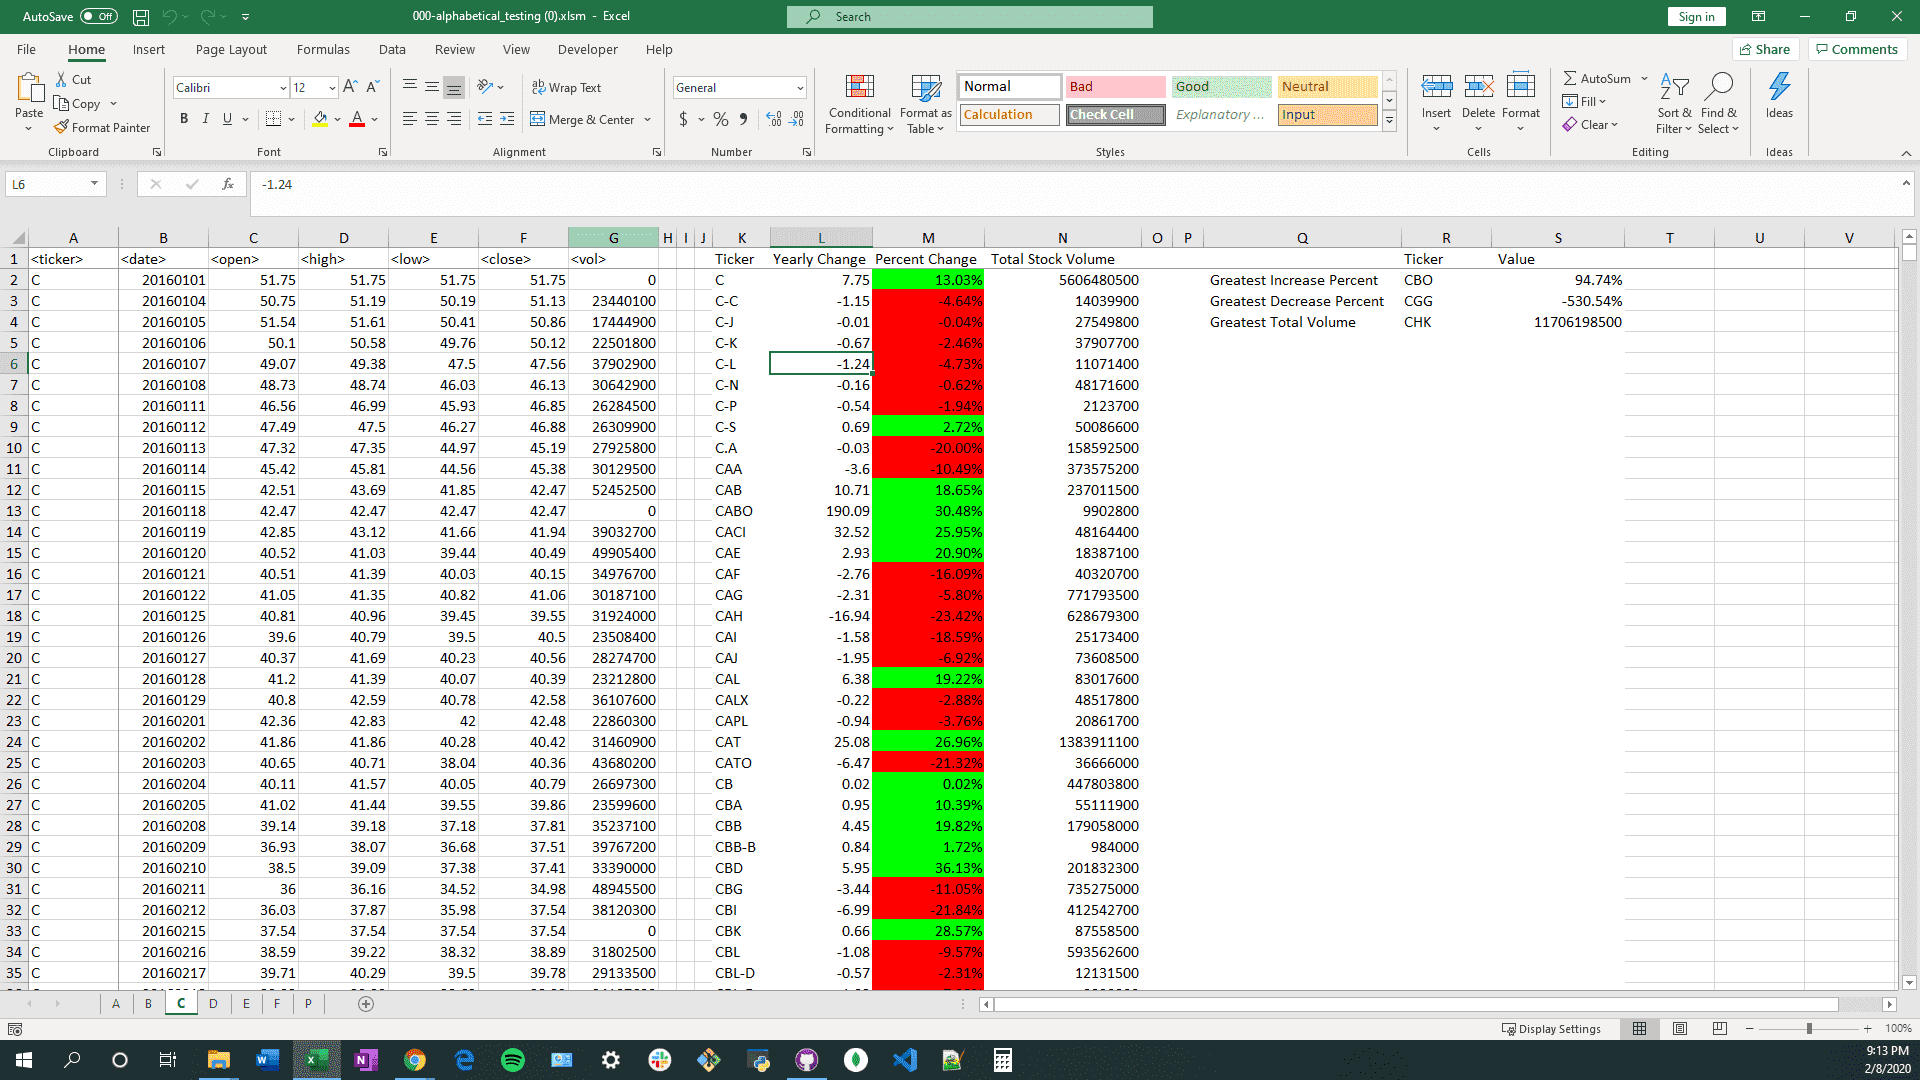 AutoSave Off 000-alphabetical_testing (0).xlsm - Excel Search Sign in
File Home Insert Page Layout Formulas Data Review View Developer Help Share Comments
Paste Cut Copy Format Painter Clipboard
Calibri 12 B I U A Font
Wrap Text Merge & Center Alignment
General $ % Number
Conditional Formatting Format as Table
Normal Bad Good Neutral
Calculation Check Cell Explanatory ... Input
Styles
Insert Delete Format Cells
AutoSum Fill Clear Sort & Filter Find & Select Editing
Ideas Ideas
L6 fx -1.24
A B C D E F G H I J K L M N O P Q R S T U V
1 <ticker> <date> <open> <high> <low> <close> <vol> Ticker Yearly Change Percent Change Total Stock Volume Ticker Value
2 C 20160101 51.75 51.75 51.75 51.75 0 C 7.75 13.03% 5606480500 Greatest Increase Percent CBO 94.74%
3 C 20160104 50.75 51.19 50.19 51.13 23440100 C-C -1.15 -4.64% 14039900 Greatest Decrease Percent CGG -530.54%
4 C 20160105 51.54 51.61 50.41 50.86 17444900 C-J -0.01 -0.04% 27549800 Greatest Total Volume CHK 11706198500
5 C 20160106 50.1 50.58 49.76 50.12 22501800 C-K -0.67 -2.46% 37907700
6 C 20160107 49.07 49.38 47.5 47.56 37902900 C-L -1.24 -4.73% 11071400
7 C 20160108 48.73 48.74 46.03 46.13 30642900 C-N -0.16 -0.62% 48171600
8 C 20160111 46.56 46.99 45.93 46.85 26284500 C-P -0.54 -1.94% 2123700
9 C 20160112 47.49 47.5 46.27 46.88 26309900 C-S 0.69 2.72% 50086600
10 C 20160113 47.32 47.35 44.97 45.19 27925800 C.A -0.03 -20.00% 158592500
11 C 20160114 45.42 45.81 44.56 45.38 30129500 CAA -3.6 -10.49% 373575200
12 C 20160115 42.51 43.69 41.85 42.47 52452500 CAB 10.71 18.65% 237011500
13 C 20160118 42.47 42.47 42.47 42.47 0 CABO 190.09 30.48% 9902800
14 C 20160119 42.85 43.12 41.66 41.94 39032700 CACI 32.52 25.95% 48164400
15 C 20160120 40.52 41.03 39.44 40.49 49905400 CAE 2.93 20.90% 18387100
16 C 20160121 40.51 41.39 40.03 40.15 34976700 CAF -2.76 -16.09% 40320700
17 C 20160122 41.05 41.35 40.82 41.06 30187100 CAG -2.31 -5.80% 771793500
18 C 20160125 40.81 40.96 39.45 39.55 31924000 CAH -16.94 -23.42% 628679300
19 C 20160126 39.6 40.79 39.5 40.5 23508400 CAI -1.58 -18.59% 25173400
20 C 20160127 40.37 41.69 40.23 40.56 28274700 CAJ -1.95 -6.92% 73608500
21 C 20160128 41.2 41.39 40.07 40.39 23212800 CAL 6.38 19.22% 83017600
22 C 20160129 40.8 42.59 40.78 42.58 36107600 CALX -0.22 -2.88% 48517800
23 C 20160201 42.36 42.83 42 42.48 22860300 CAPL -0.94 -3.76% 20861700
24 C 20160202 41.86 41.86 40.28 40.42 31460900 CAT 25.08 26.96% 1383911100
25 C 20160203 40.65 40.71 38.04 40.36 43680200 CATO -6.47 -21.32% 36666000
26 C 20160204 40.11 41.57 40.05 40.79 26697300 CB 0.02 0.02% 447803800
27 C 20160205 41.02 41.44 39.55 39.86 23599600 CBA 0.95 10.39% 55111900
28 C 20160208 39.14 39.18 37.18 37.81 35237100 CBB 4.45 19.82% 179058000
29 C 20160209 36.93 38.07 36.68 37.51 39767200 CBB-B 0.84 1.72% 984000
30 C 20160210 38.5 39.09 37.38 37.41 33390000 CBD 5.95 36.13% 201832300
31 C 20160211 36 36.16 34.52 34.98 48945500 CBG -3.44 -11.05% 735275000
32 C 20160212 36.03 37.87 35.98 37.54 38120300 CBI -6.99 -21.84% 412542700
33 C 20160215 37.54 37.54 37.54 37.54 0 CBK 0.66 28.57% 87558500
34 C 20160216 38.59 39.22 38.32 38.89 31802500 CBL -1.08 -9.57% 593562600
35 C 20160217 39.71 40.29 39.5 39.78 29133500 CBL-D -0.57 -2.31% 12131500
A B C D E F P
Display Settings 100%
9:13 PM
2/8/2020